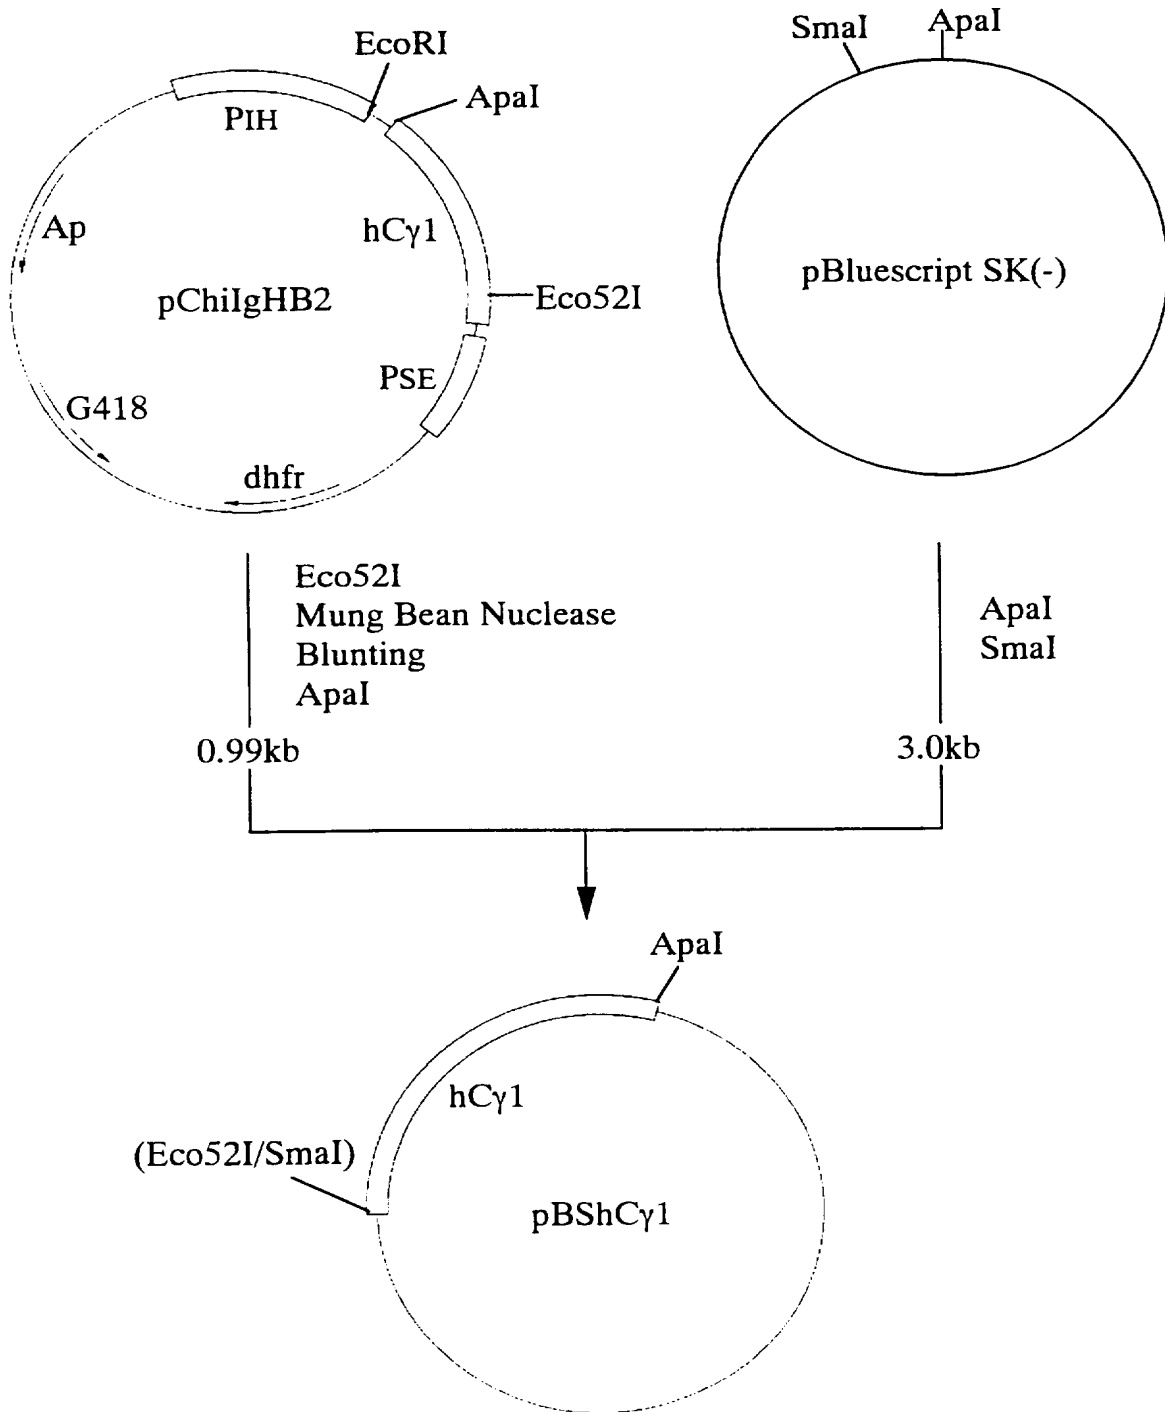 EcoRI
ApaI
PIH
hCγ1
Ap
pChiIgHB2
Eco52I
PSE
G418
dhfr
SmaI
ApaI
pBluescript SK(-)
Eco52I
Mung Bean Nuclease
Blunting
ApaI
0.99kb
ApaI
SmaI
3.0kb
ApaI
hCγ1
(Eco52I/SmaI)
pBShCγ1